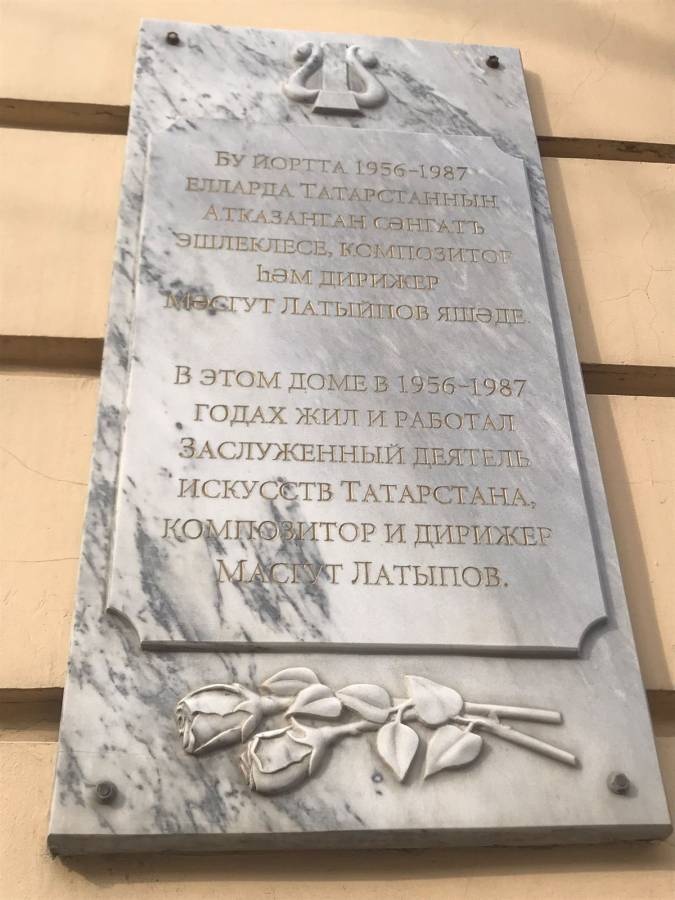 Бу йортта 1956-1987
елларда Татарстаннын
Атказанган сәнгать
эшлеклесе, композитор
һәм дирижер
Мәсгут Латыйпов яшәде.
В этом доме в 1956-1987
годах жил и работал
Заслуженный деятель
искусств Татарстана,
композитор и дирижер
Масгут Латыпов.